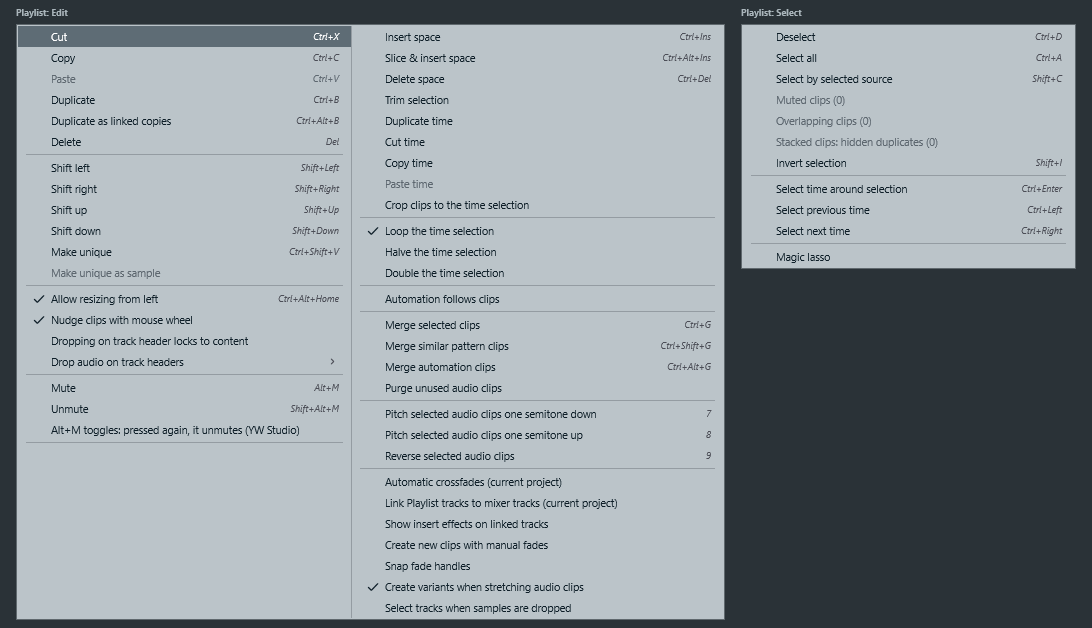 Playlist: Edit
Cut Ctrl+X
Copy Ctrl+C
Paste Ctrl+V
Duplicate Ctrl+B
Duplicate as linked copies Ctrl+Alt+B
Delete Del
Shift left Shift+Left
Shift right Shift+Right
Shift up Shift+Up
Shift down Shift+Down
Make unique Ctrl+Shift+V
Make unique as sample
Allow resizing from left Ctrl+Alt+Home
Nudge clips with mouse wheel
Dropping on track header locks to content
Drop audio on track headers
Mute Alt+M
Unmute Shift+Alt+M
Alt+M toggles: pressed again, it unmutes (YW Studio)
Insert space Ctrl+Ins
Slice & insert space Ctrl+Alt+Ins
Delete space Ctrl+Del
Trim selection
Duplicate time
Cut time
Copy time
Paste time
Crop clips to the time selection
Loop the time selection
Halve the time selection
Double the time selection
Automation follows clips
Merge selected clips Ctrl+G
Merge similar pattern clips Ctrl+Shift+G
Merge automation clips Ctrl+Alt+G
Purge unused audio clips
Pitch selected audio clips one semitone down 7
Pitch selected audio clips one semitone up 8
Reverse selected audio clips 9
Automatic crossfades (current project)
Link Playlist tracks to mixer tracks (current project)
Show insert effects on linked tracks
Create new clips with manual fades
Snap fade handles
Create variants when stretching audio clips
Select tracks when samples are dropped
Playlist: Select
Deselect Ctrl+D
Select all Ctrl+A
Select by selected source Shift+C
Muted clips (0)
Overlapping clips (0)
Stacked clips: hidden duplicates (0)
Invert selection Shift+I
Select time around selection Ctrl+Enter
Select previous time Ctrl+Left
Select next time Ctrl+Right
Magic lasso